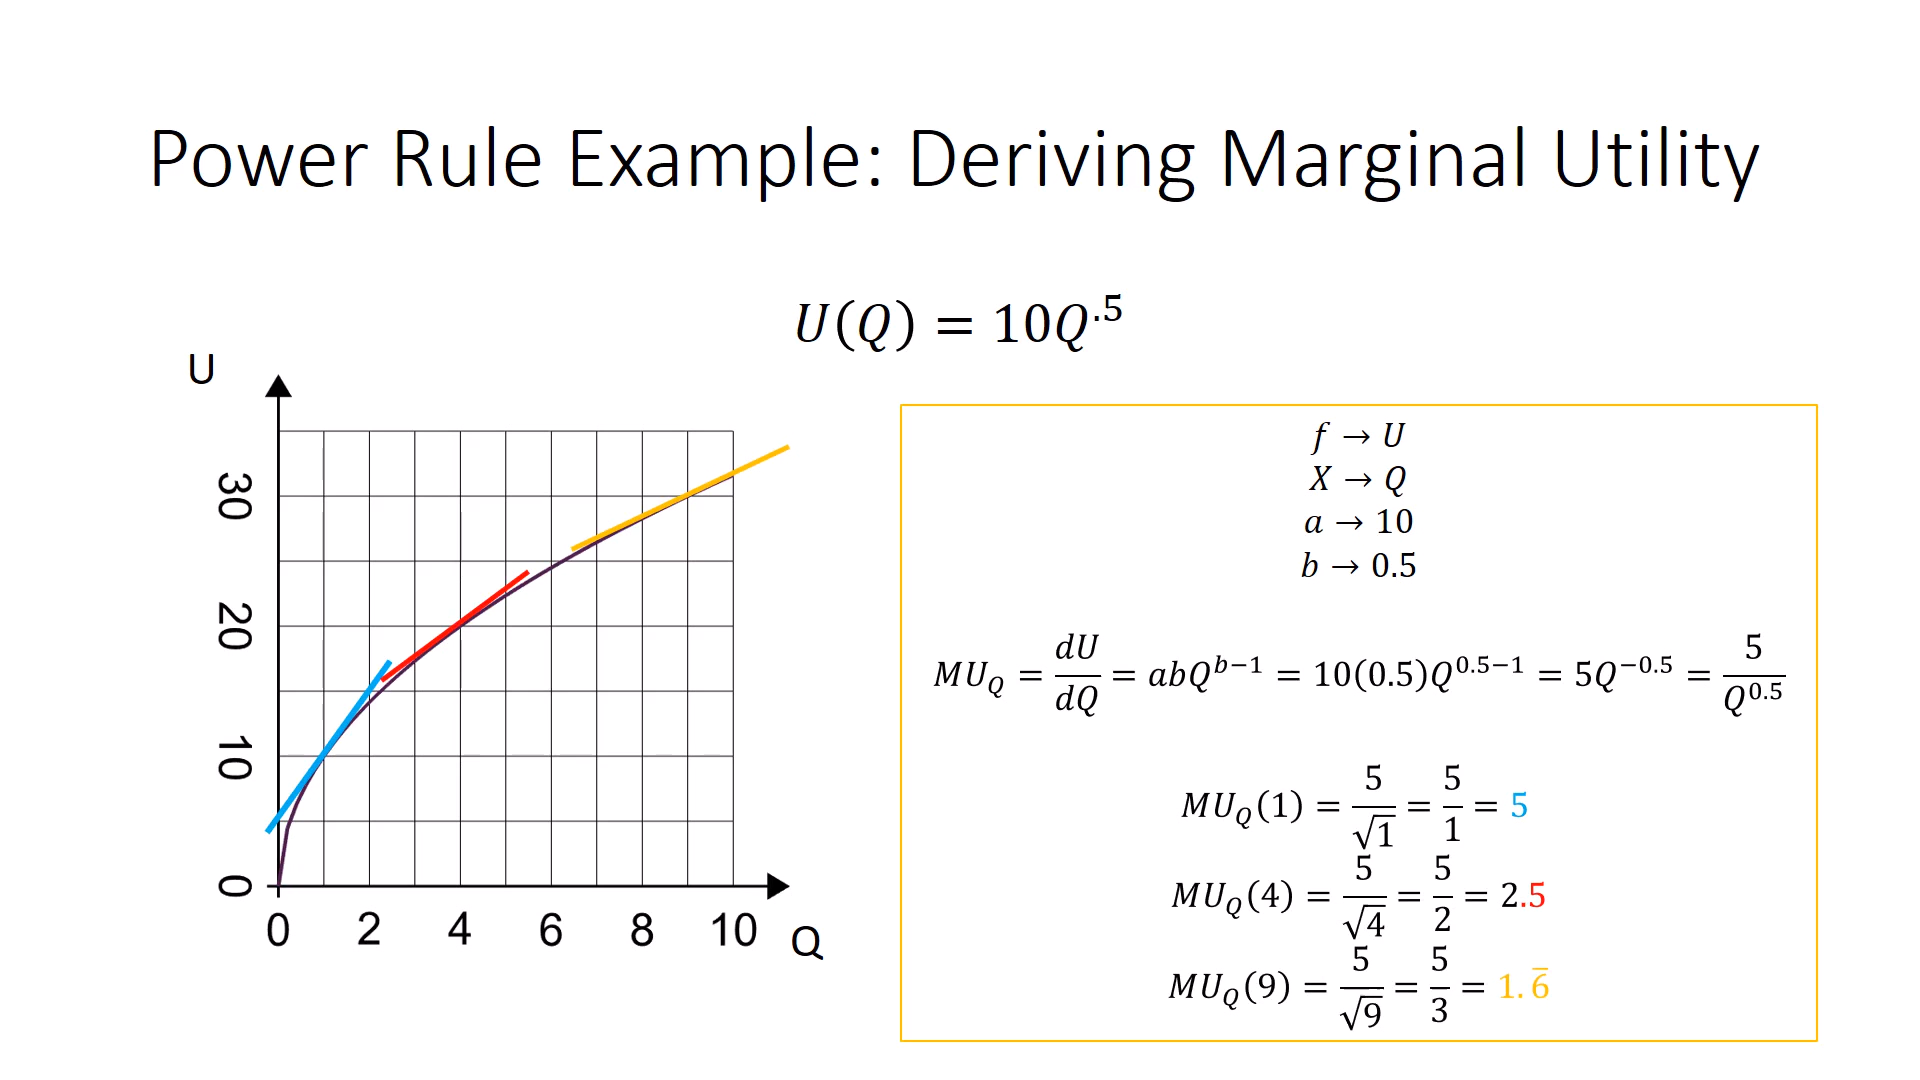 Power Rule Example: Deriving Marginal Utility
U(Q) = 10Q^.5
U
30
20
10
0
0 2 4 6 8 10 Q
f → U
X → Q
a → 10
b → 0.5
MU_Q = dU/dQ = abQ^{b−1} = 10(0.5)Q^{0.5−1} = 5Q^{−0.5} = 5/Q^{0.5}
MU_Q(1) = 5/√1 = 5/1 = 5
MU_Q(4) = 5/√4 = 5/2 = 2.5
MU_Q(9) = 5/√9 = 5/3 = 1.6̅